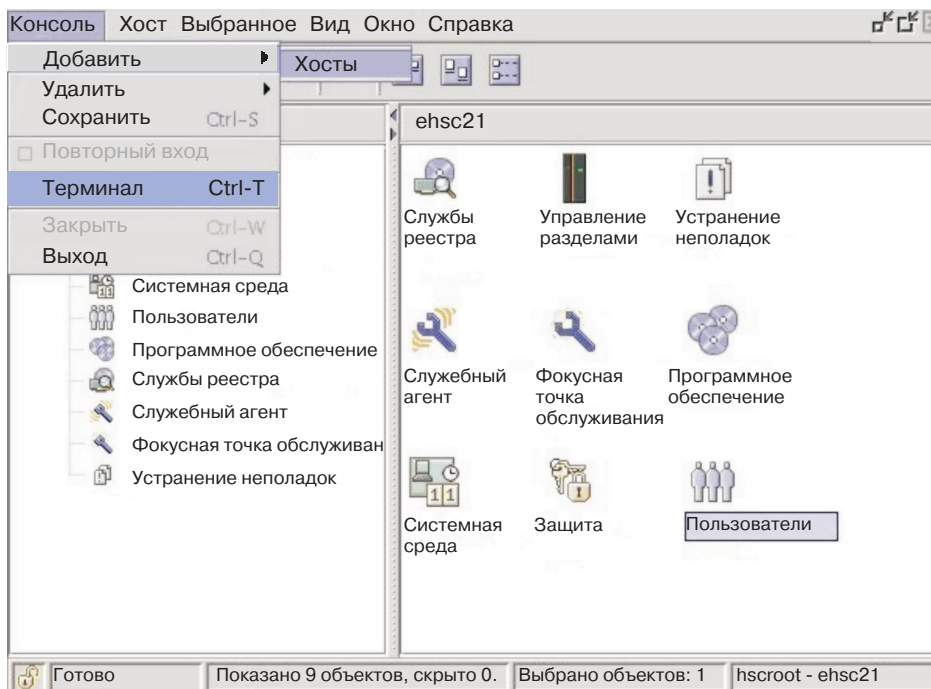 Консоль Хост Выбранное Вид Окно Справка
Добавить
Хосты
Удалить
Сохранить Ctrl-S
Повторный вход
Терминал Ctrl-T
Закрыть Ctrl-W
Выход Ctrl-Q
Системная среда
Пользователи
Программное обеспечение
Службы реестра
Служебный агент
Фокусная точка обслуживан
Устранение неполадок
ehsc21
Службы
реестра
Управление
разделами
Устранение
неполадок
Служебный
агент
Фокусная
точка
обслуживания
Программное
обеспечение
Системная
среда
Защита
Пользователи
Готово
Показано 9 объектов, скрыто 0.
Выбрано объектов: 1
hscroot - ehsc21